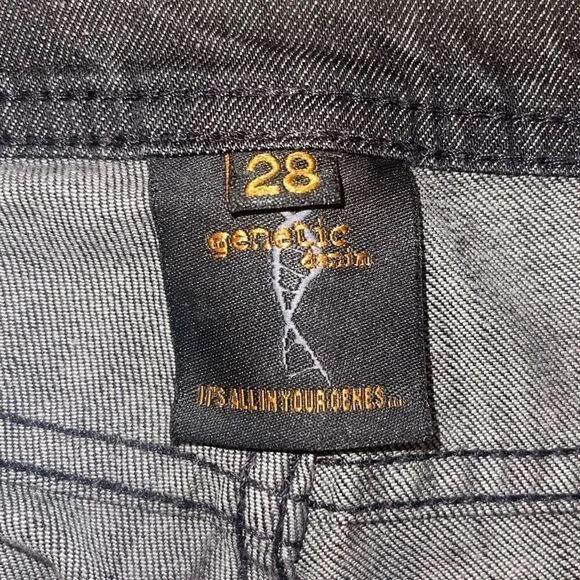 28
genetic
denim
IT'S ALL IN YOUR GENES...